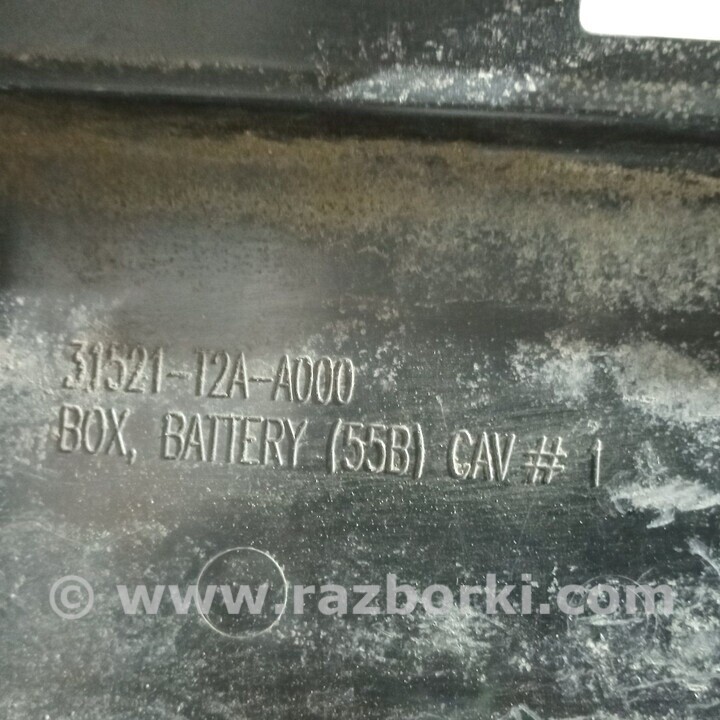 31521-T2A-A000
BOX, BATTERY (55B) CAV # 1
© www.razborki.com